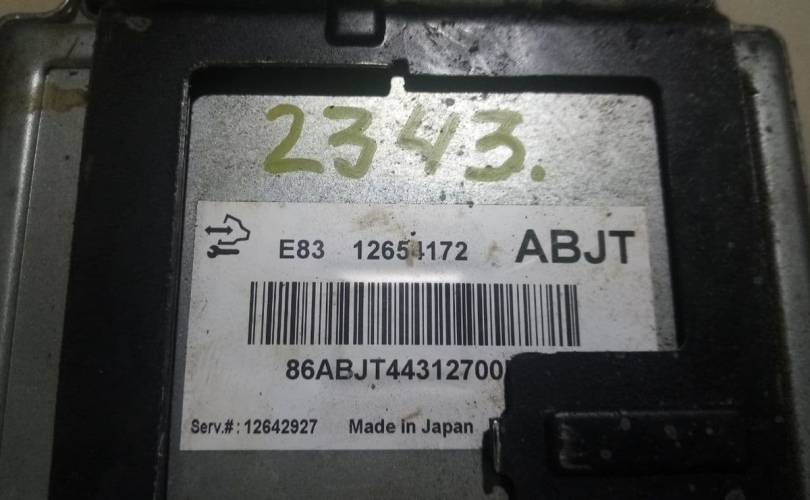 2343.
E83 12654172 ABJT
86ABJT44312700
Serv.#: 12642927 Made in Japan